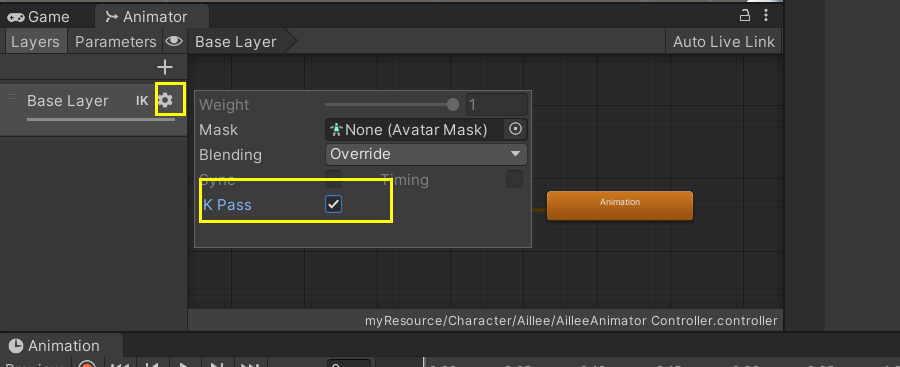 Game Animator
Layers Parameters Base Layer Auto Live Link
Base Layer IK
Weight 1
Mask None (Avatar Mask)
Blending Override
Sync Timing
K Pass
Animation
myResource/Character/Aillee/AilleeAnimator Controller.controller
Animation